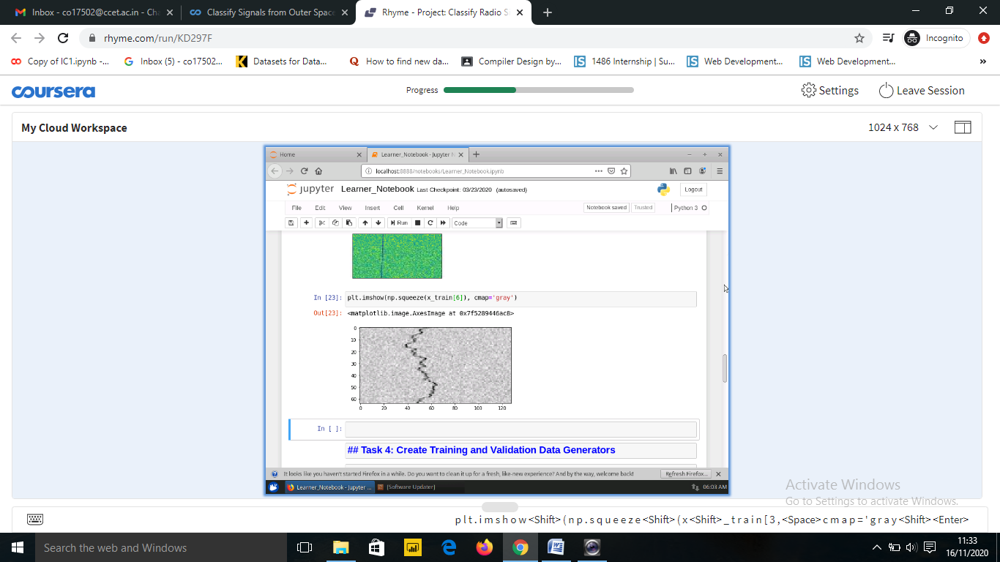 Inbox - co17502@ccet.ac.in - Cha
Classify Signals from Outer Space
Rhyme - Project: Classify Radio S
rhyme.com/run/KD297F
Incognito
Copy of IC1.ipynb -...
Inbox (5) - co17502...
Datasets for Data...
How to find new da...
Compiler Design by...
1486 Internship | Su...
Web Development...
Web Development...
coursera
Progress
Settings
Leave Session
My Cloud Workspace
1024 x 768
Home
Learner_Notebook - Jupyter N
localhost:8888/notebooks/Learner_Notebook.ipynb
jupyter Learner_Notebook Last Checkpoint: 03/23/2020 (autosaved)
Logout
File Edit View Insert Cell Kernel Help
Notebook saved Trusted Python 3
Run Code
In [23]: plt.imshow(np.squeeze(x_train[6]), cmap='gray')
Out[23]: <matplotlib.image.AxesImage at 0x7f5289446ac8>
0
10
20
30
40
50
60
0 20 40 60 80 100 120
In [ ]:
## Task 4: Create Training and Validation Data Generators
It looks like you haven't started Firefox in a while. Do you want to clean it up for a fresh, like-new experience? And by the way, welcome back!
Refresh Firefox...
Learner_Notebook - Jupyter ...
[Software Updater]
06:03 AM
Activate Windows
Go to Settings to activate Windows.
plt.imshow<Shift>(np.squeeze<Shift>(x<Shift>_train[3,<Space>cmap='gray<Shift><Enter>
Search the web and Windows
11:33
16/11/2020